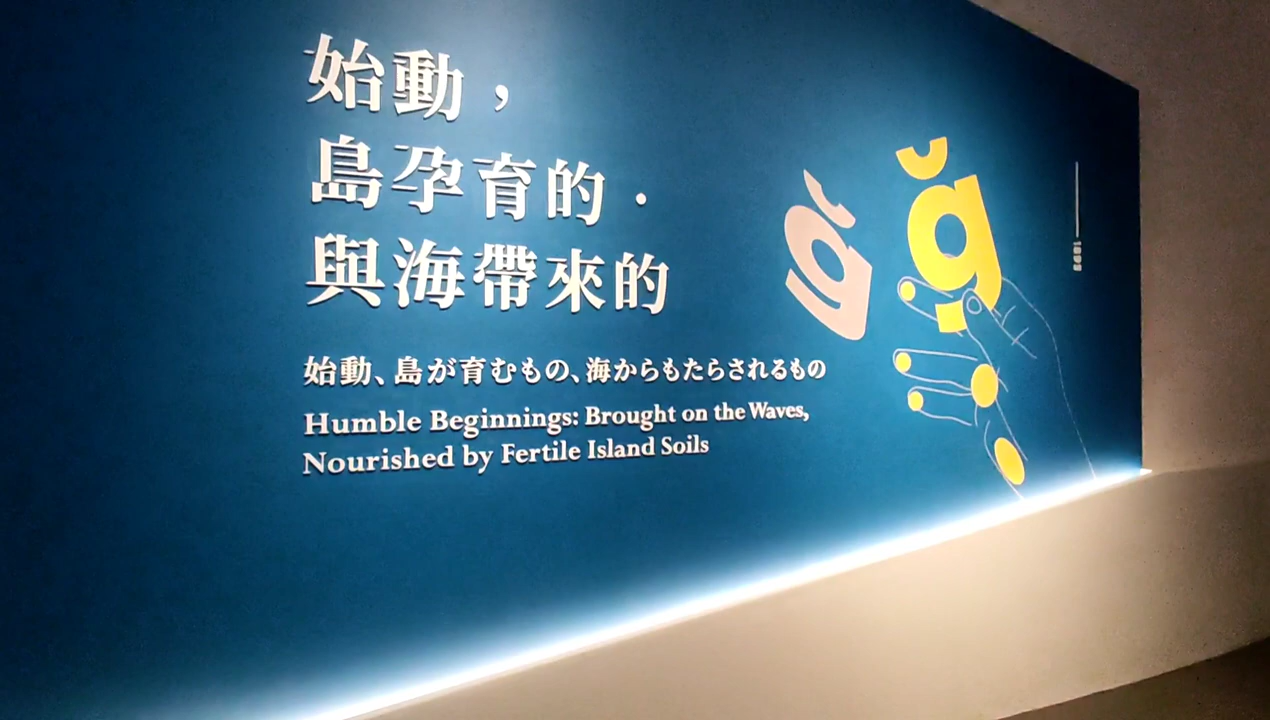 始動，
島孕育的·
與海帶來的
始動、島が育むもの、海からもたらされるもの
Humble Beginnings: Brought on the Waves,
Nourished by Fertile Island Soils
ğ
ğ
1895